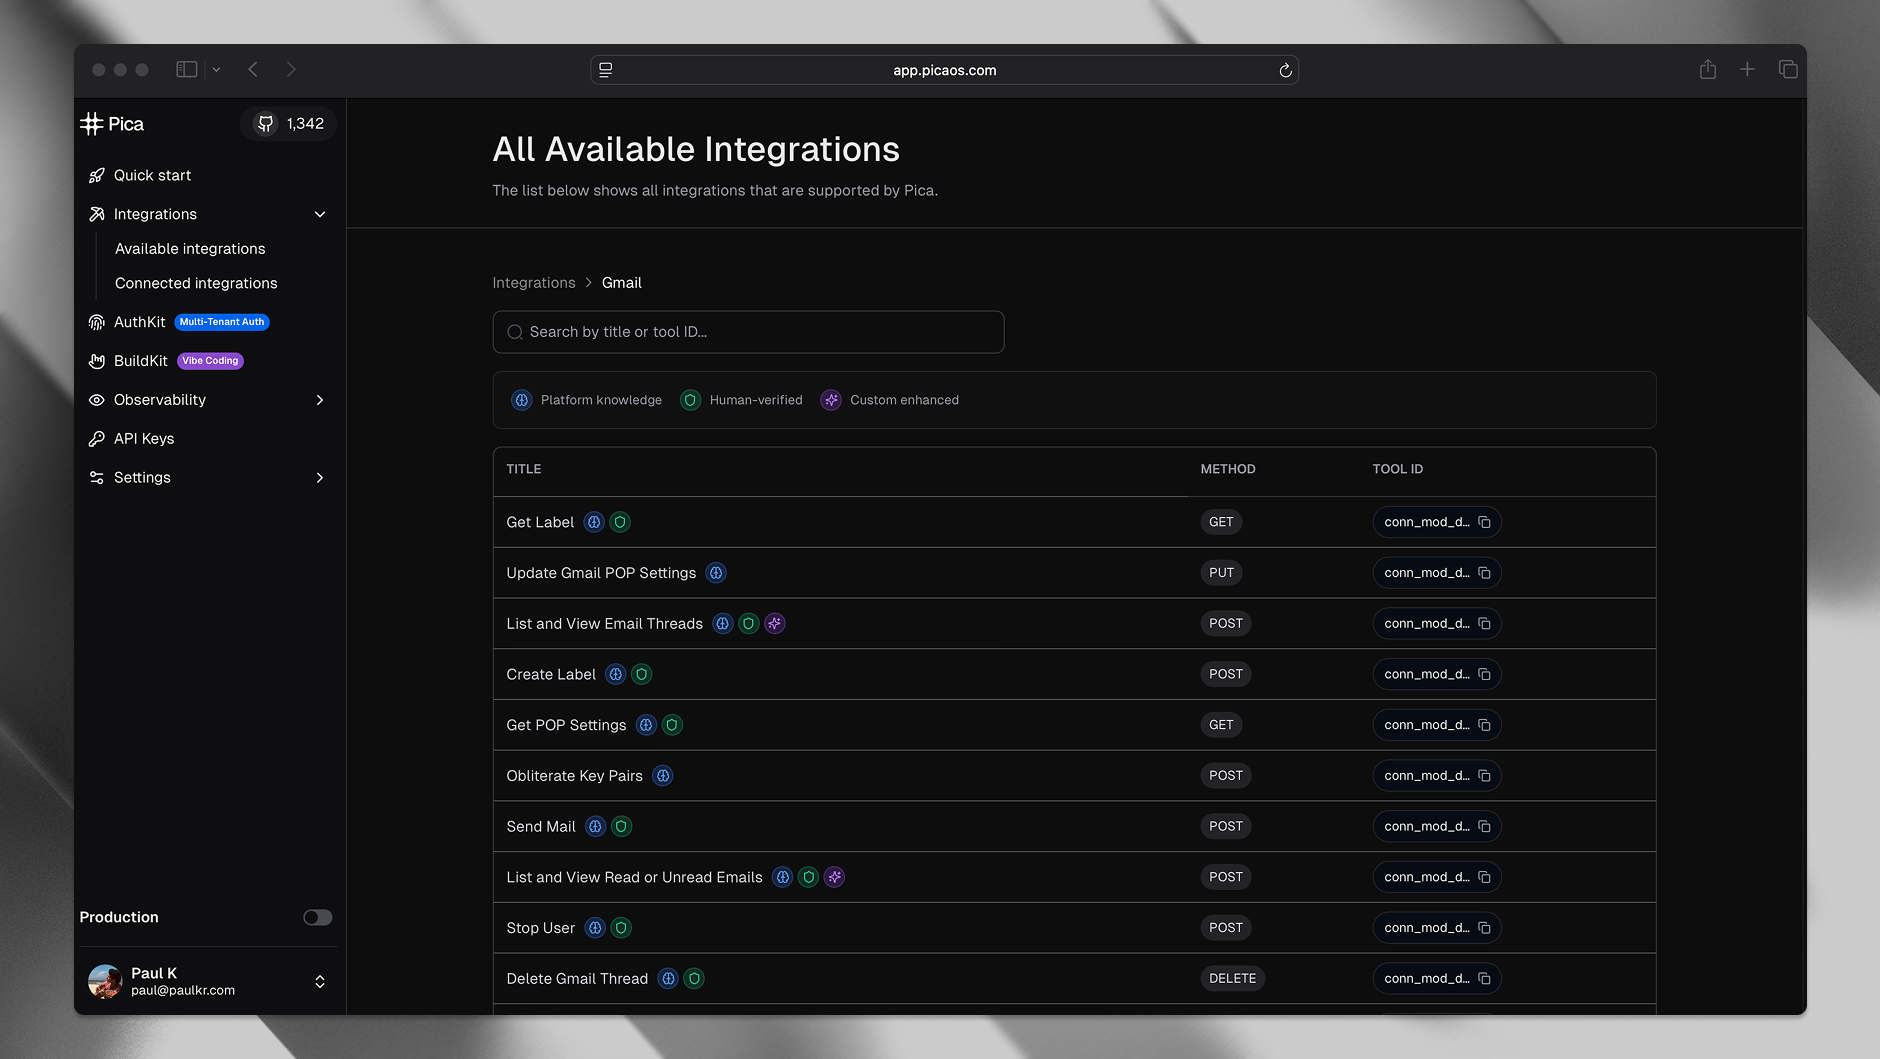 app.picaos.com
Pica
1,342
Quick start
Integrations
Available integrations
Connected integrations
AuthKit Multi-Tenant Auth
BuildKit Vibe Coding
Observability
API Keys
Settings
Production
Paul K
paul@paulkr.com
All Available Integrations
The list below shows all integrations that are supported by Pica.
Integrations > Gmail
Search by title or tool ID...
Platform knowledge Human-verified Custom enhanced
TITLE METHOD TOOL ID
Get Label GET conn_mod_d...
Update Gmail POP Settings PUT conn_mod_d...
List and View Email Threads POST conn_mod_d...
Create Label POST conn_mod_d...
Get POP Settings GET conn_mod_d...
Obliterate Key Pairs POST conn_mod_d...
Send Mail POST conn_mod_d...
List and View Read or Unread Emails POST conn_mod_d...
Stop User POST conn_mod_d...
Delete Gmail Thread DELETE conn_mod_d...